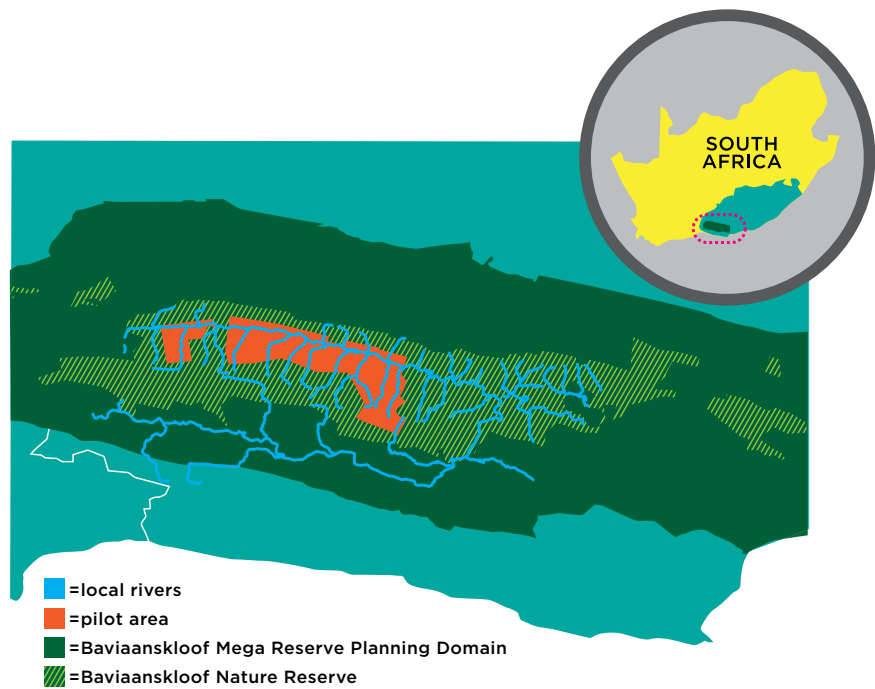 SOUTH
AFRICA
=local rivers
=pilot area
=Baviaanskloof Mega Reserve Planning Domain
=Baviaanskloof Nature Reserve